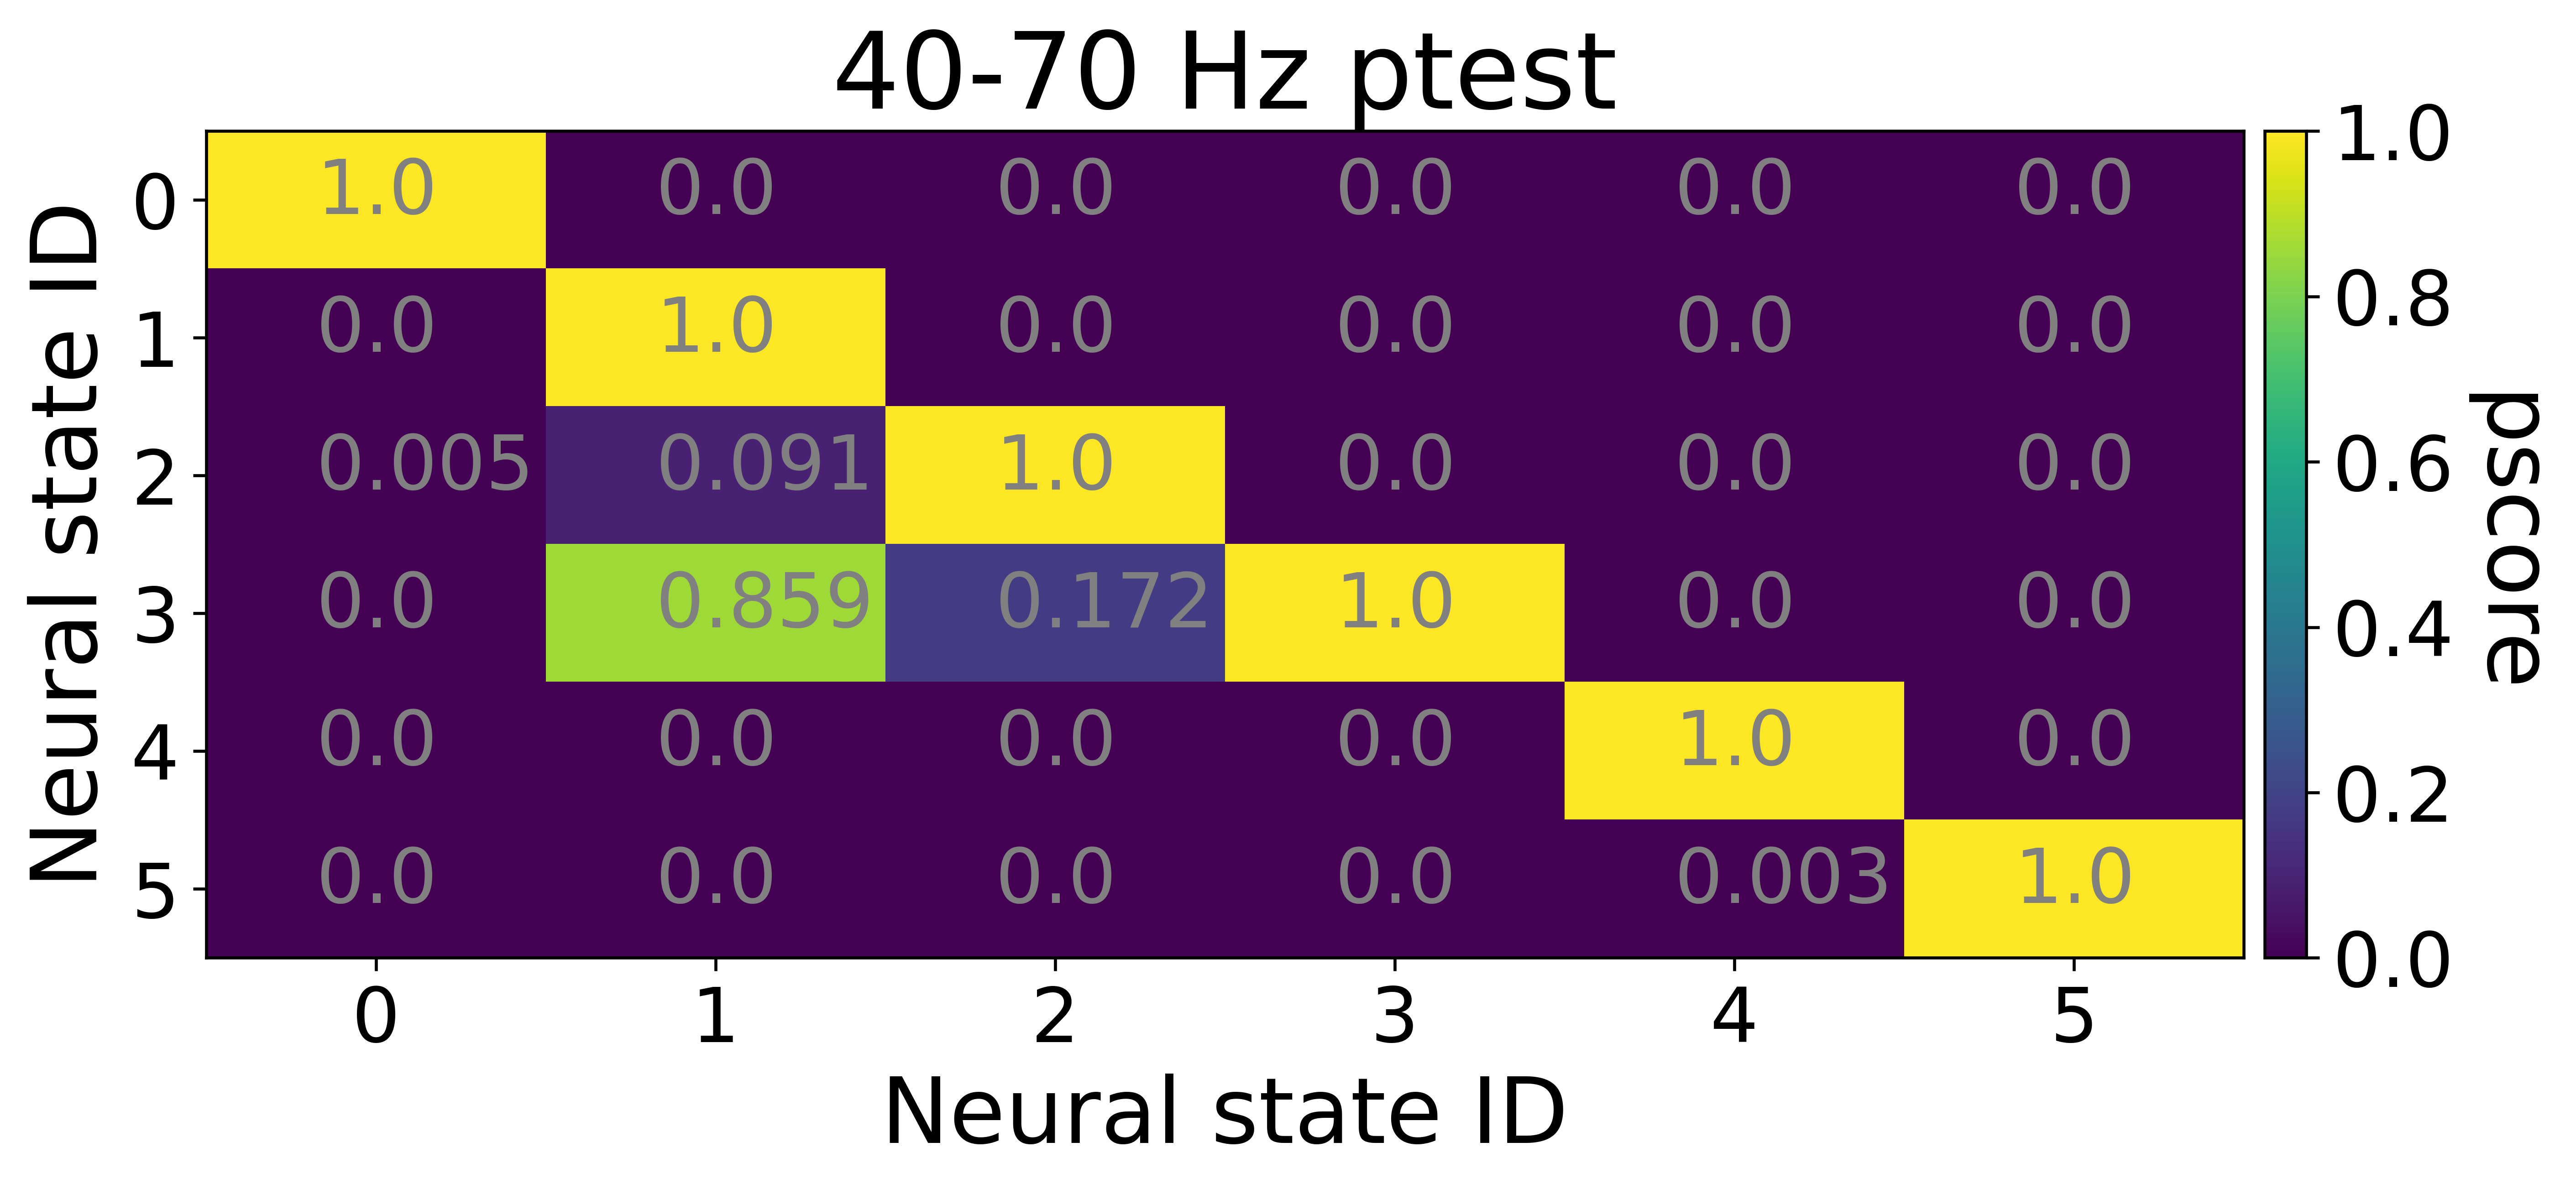 40-70 Hz ptest
Neural state ID
0 1.0 0.0 0.0 0.0 0.0 0.0
1 0.0 1.0 0.0 0.0 0.0 0.0
2 0.005 0.091 1.0 0.0 0.0 0.0
3 0.0 0.859 0.172 1.0 0.0 0.0
4 0.0 0.0 0.0 0.0 1.0 0.0
5 0.0 0.0 0.0 0.0 0.003 1.0
0 1 2 3 4 5
Neural state ID
1.0
0.8
0.6
0.4
0.2
0.0
pscore